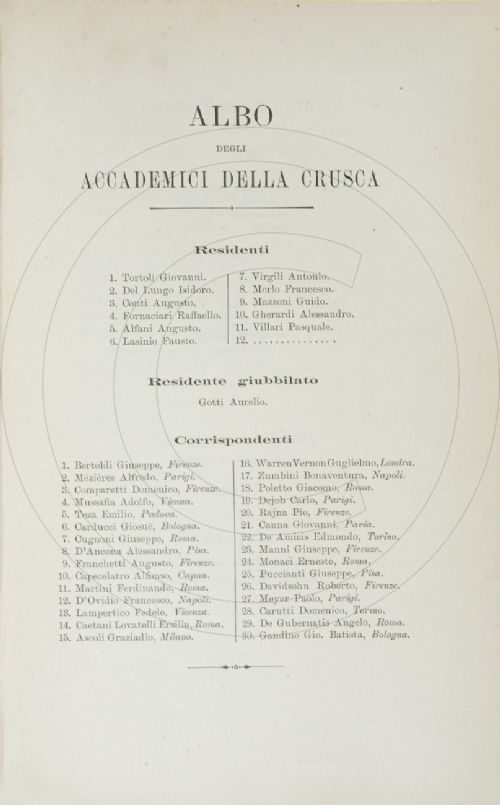 ALBO
DEGLI
ACCADEMICI DELLA CRUSCA
Residenti
1. Tortoli Giovanni.
2. Del Lungo Isidoro.
3. Conti Augusto.
4. Fornaciari Raffaello.
5. Alfani Augusto.
6. Lasinio Fausto.
7. Virgili Antonio.
8. Merlo Francesco.
9. Mazzoni Guido.
10. Gherardi Alessandro.
11. Villari Pasquale.
12. . . . . . . . . . . . . . .
Residente giubbilato
Gotti Aurelio.
Corrispondenti
1. Bertoldi Giuseppe, Firenze.
2. Mézières Alfredo, Parigi.
3. Comparetti Domenico, Firenze.
4. Mussafia Adolfo, Vienna.
5. Teza Emilio, Padova.
6. Carducci Giosuè, Bologna.
7. Cugnoni Giuseppe, Roma.
8. D'Ancona Alessandro, Pisa.
9. Franchetti Augusto, Firenze.
10. Capecelatro Alfonso, Capua.
11. Martini Ferdinando, Roma.
12. D'Ovidio Francesco, Napoli.
13. Lampertico Fedele, Vicenza.
14. Caetani Lovatelli Ersilia, Roma.
15. Ascoli Graziadio, Milano.
16. Warren Vernon Guglielmo, Londra.
17. Zumbini Bonaventura, Napoli.
18. Poletto Giacomo, Roma.
19. Dejob Carlo, Parigi.
20. Rajna Pio, Firenze.
21. Canna Giovanni, Pavia.
22. De Amicis Edmondo, Torino.
23. Manni Giuseppe, Firenze.
24. Monaci Ernesto, Roma.
25. Puccianti Giuseppe, Pisa.
26. Davidsohn Roberto, Firenze.
27. Meyer Paolo, Parigi.
28. Carutti Domenico, Torino.
29. De Gubernatis Angelo, Roma.
30. Gandino Gio. Batista, Bologna.